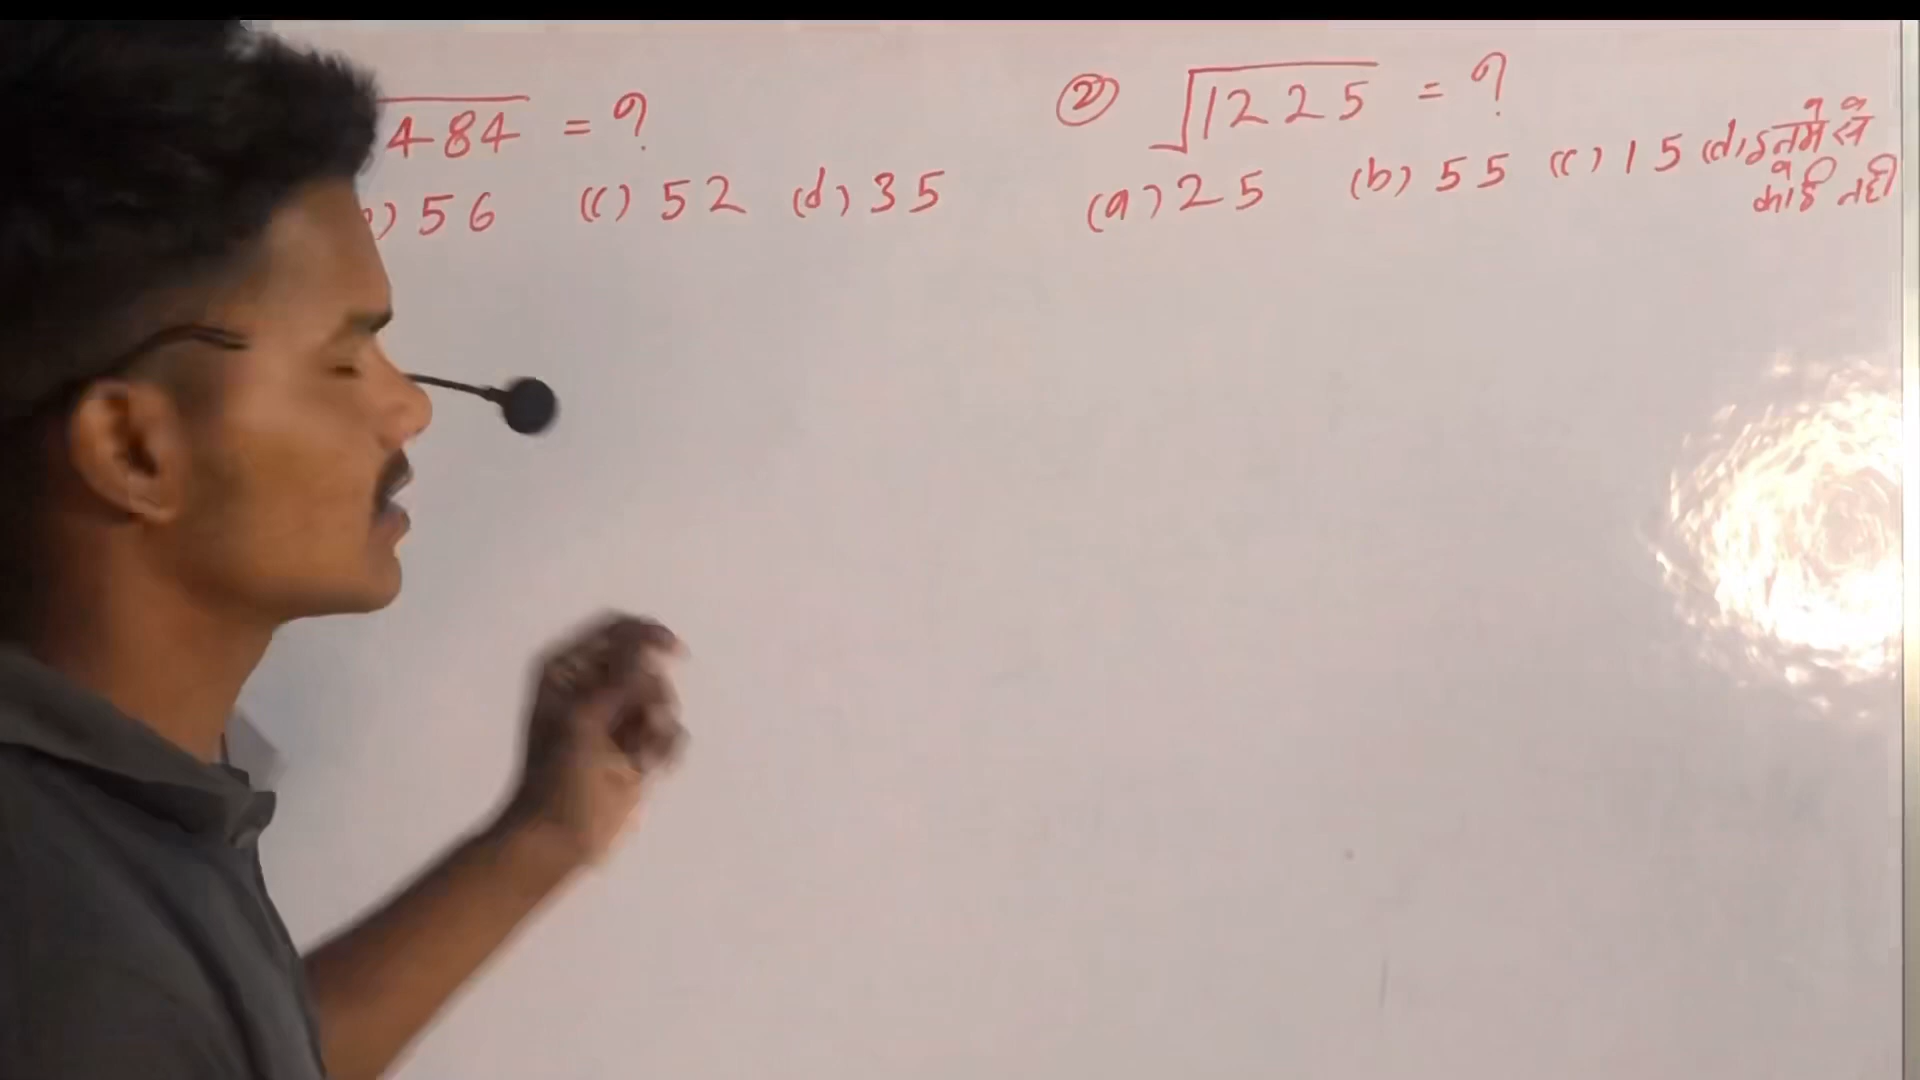 484 = ?
) 56 (c) 52 (d) 35
② √1225 = ?
(a) 25 (b) 55 (c) 15 (d) इनमें से
कोई नहीं